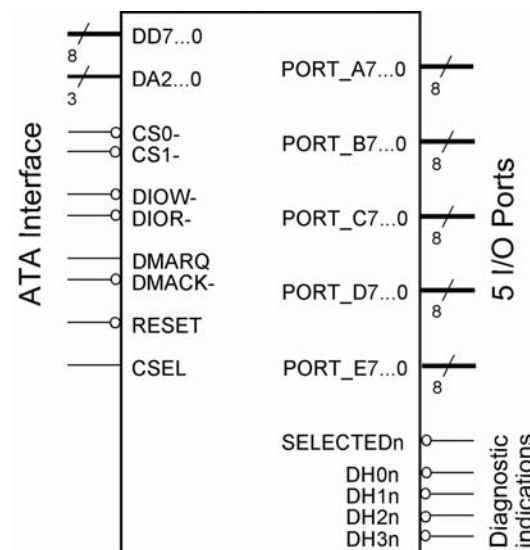 ATA Interface
DD7...0
8
DA2...0
3
CS0-
CS1-
DIOW-
DIOR-
DMARQ
DMACK-
RESET
CSEL
PORT_A7...0
8
PORT_B7...0
8
PORT_C7...0
8
PORT_D7...0
8
PORT_E7...0
8
5 I/O Ports
SELECTEDn
DH0n
DH1n
DH2n
DH3n
Diagnostic
indications